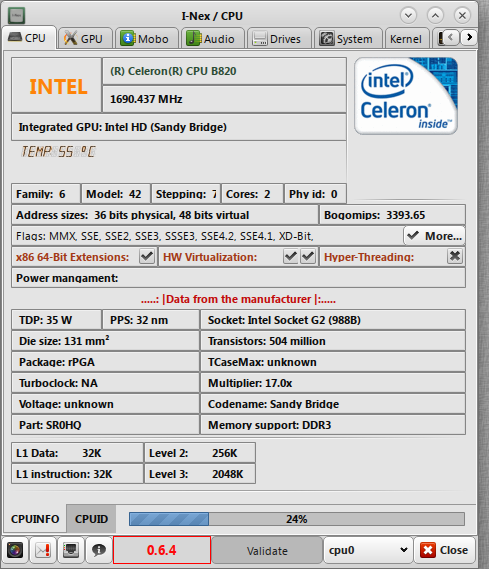 I-Nex / CPU
CPU GPU Mobo Audio Drives System Kernel
INTEL
(R) Celeron(R) CPU B820
1690.437 MHz
Integrated GPU: Intel HD (Sandy Bridge)
intel
Celeron
inside™
TEMP: 55 °C
Family: 6 Model: 42 Stepping: 7 Cores: 2 Phy id: 0
Address sizes: 36 bits physical, 48 bits virtual Bogomips: 3393.65
Flags: MMX, SSE, SSE2, SSE3, SSSE3, SSE4.2, SSE4.1, XD-Bit, More...
x86 64-Bit Extensions: HW Virtualization: Hyper-Threading:
Power mangament:
.....: |Data from the manufacturer |:.....
TDP: 35 W PPS: 32 nm Socket: Intel Socket G2 (988B)
Die size: 131 mm² Transistors: 504 million
Package: rPGA TCaseMax: unknown
Turboclock: NA Multiplier: 17.0x
Voltage: unknown Codename: Sandy Bridge
Part: SR0HQ Memory support: DDR3
L1 Data: 32K Level 2: 256K
L1 instruction: 32K Level 3: 2048K
CPUINFO CPUID 24%
0.6.4 Validate cpu0 Close